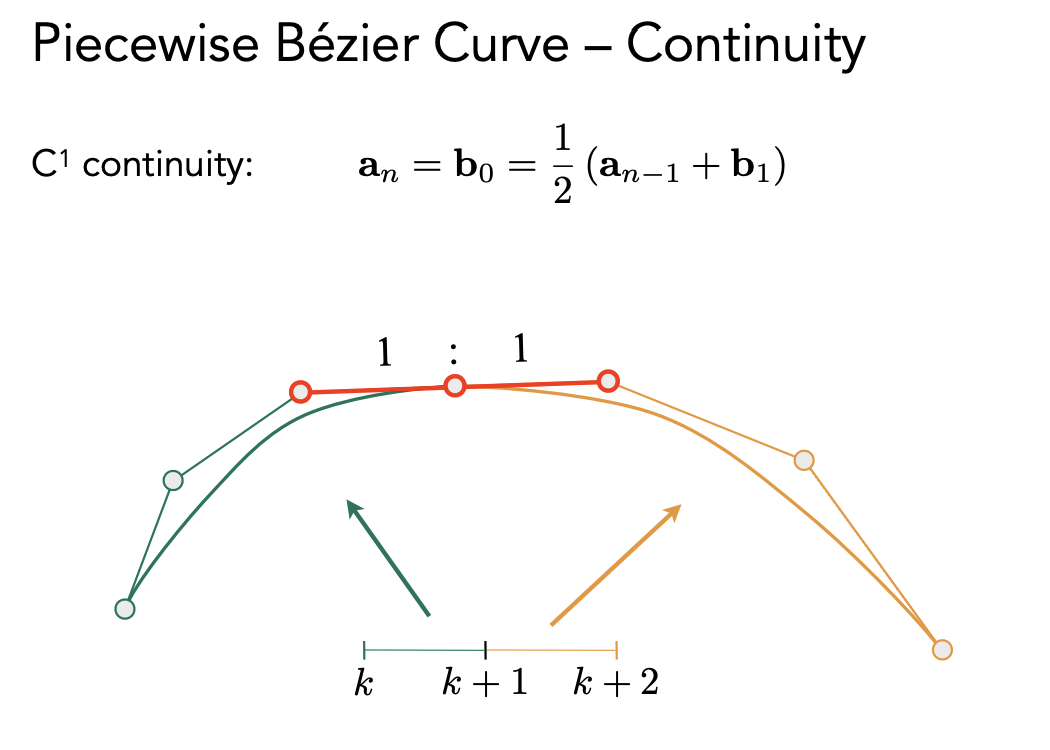 Piecewise Bézier Curve – Continuity
C¹ continuity: aₙ = b₀ = 1/2 (aₙ₋₁ + b₁)
1 : 1
k k + 1 k + 2